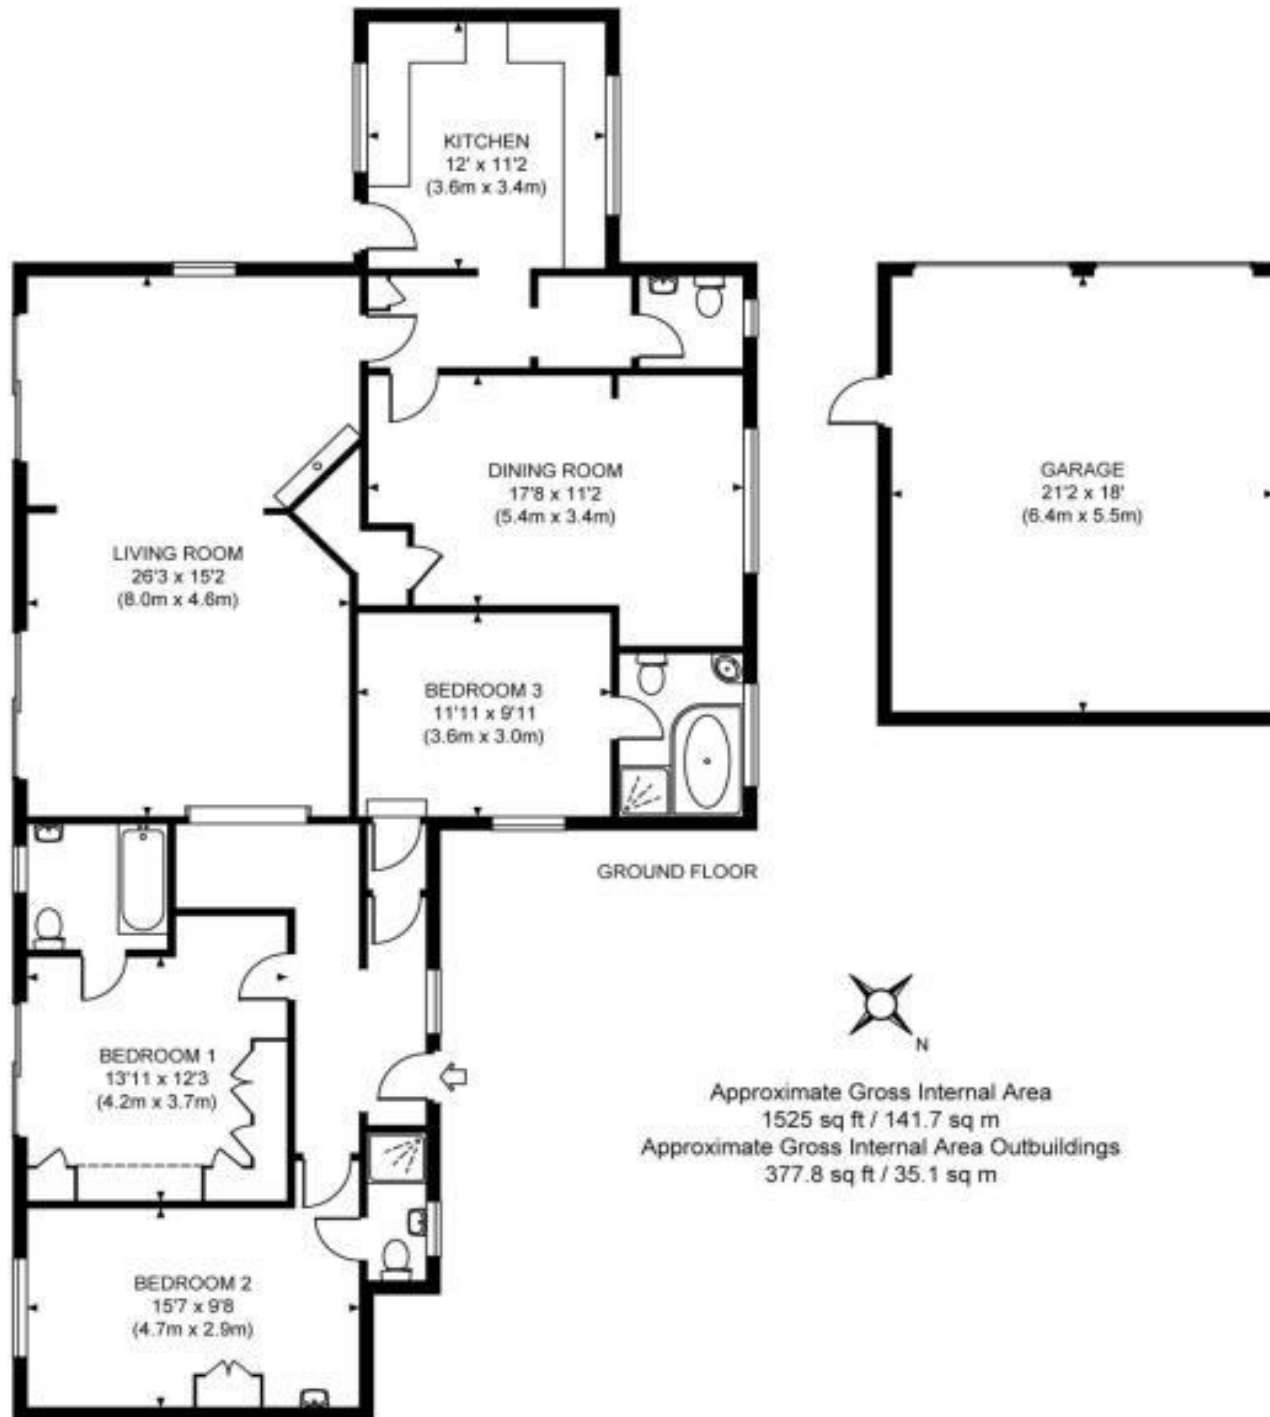 KITCHEN
12' x 11'2
(3.6m x 3.4m)
DINING ROOM
17'8 x 11'2
(5.4m x 3.4m)
GARAGE
21'2 x 18'
(6.4m x 5.5m)
LIVING ROOM
26'3 x 15'2
(8.0m x 4.6m)
BEDROOM 3
11'11 x 9'11
(3.6m x 3.0m)
GROUND FLOOR
BEDROOM 1
13'11 x 12'3
(4.2m x 3.7m)
N
Approximate Gross Internal Area
1525 sq ft / 141.7 sq m
Approximate Gross Internal Area Outbuildings
377.8 sq ft / 35.1 sq m
BEDROOM 2
15'7 x 9'8
(4.7m x 2.9m)